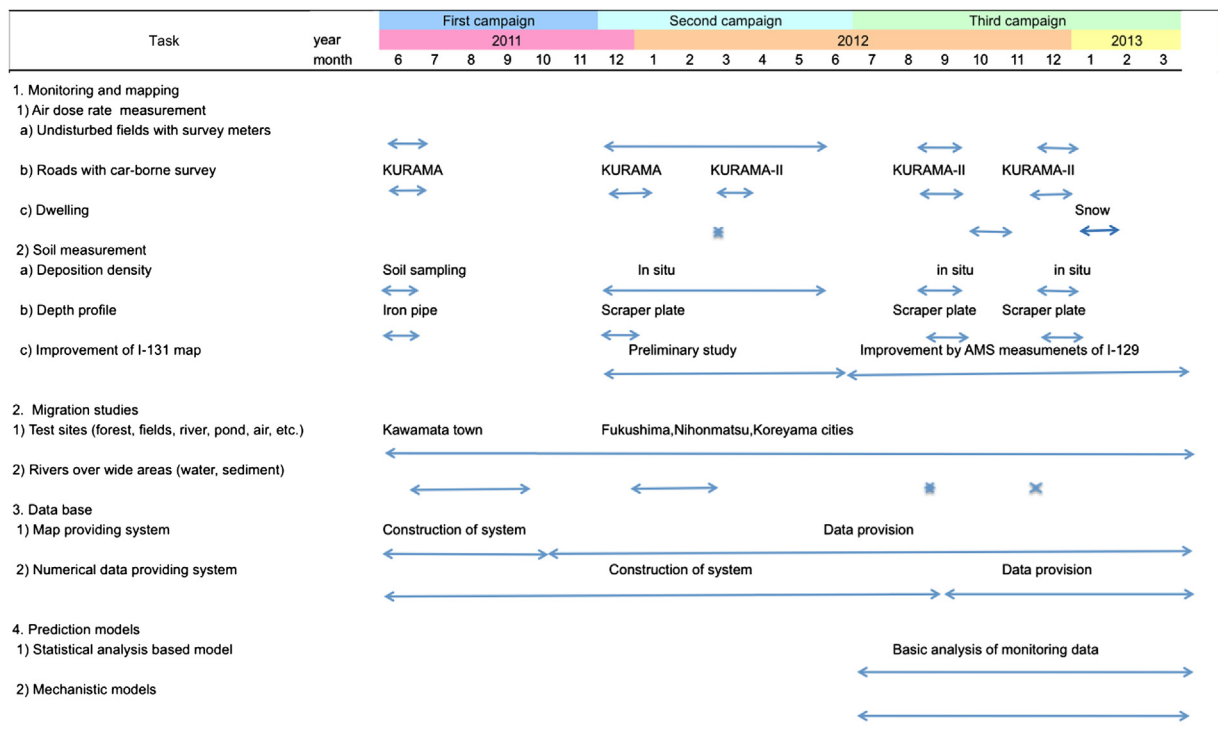 First campaign Second campaign Third campaign
Task year 2011 2012 2013
month 6 7 8 9 10 11 12 1 2 3 4 5 6 7 8 9 10 11 12 1 2 3
1. Monitoring and mapping
1) Air dose rate measurement
a) Undisturbed fields with survey meters
b) Roads with car-borne survey KURAMA KURAMA KURAMA-II KURAMA-II KURAMA-II
c) Dwelling Snow
2) Soil measurement
a) Deposition density Soil sampling In situ in situ in situ
b) Depth profile Iron pipe Scraper plate Scraper plate Scraper plate
c) Improvement of I-131 map Preliminary study Improvement by AMS measumenets of I-129
2. Migration studies
1) Test sites (forest, fields, river, pond, air, etc.) Kawamata town Fukushima,Nihonmatsu,Koreyama cities
2) Rivers over wide areas (water, sediment)
3. Data base
1) Map providing system Construction of system Data provision
2) Numerical data providing system Construction of system Data provision
4. Prediction models
1) Statistical analysis based model Basic analysis of monitoring data
2) Mechanistic models